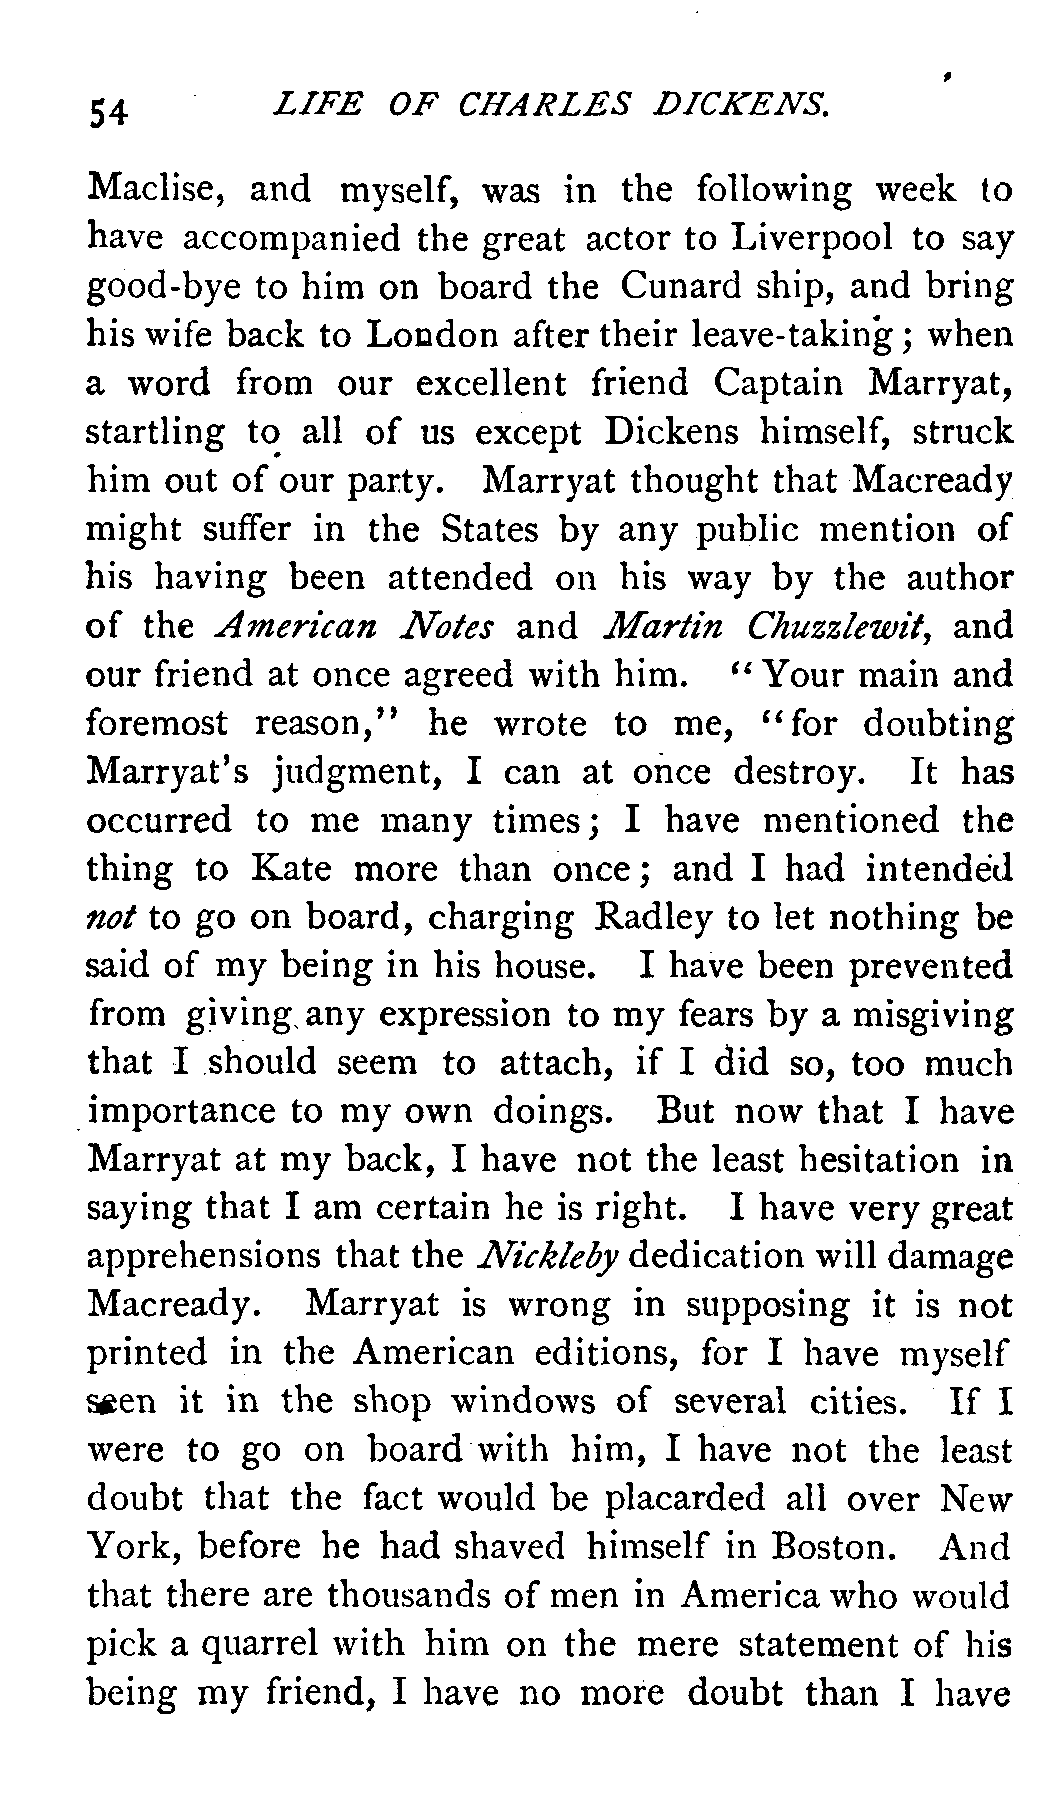 54 LIFE OF CHARLES DICKENS.
Maclise, and myself, was in the following week to
have accompanied the great actor to Liverpool to say
good-bye to him on board the Cunard ship, and bring
his wife back to London after their leave-taking; when
a word from our excellent friend Captain Marryat,
startling to all of us except Dickens himself, struck
him out of our party. Marryat thought that Macready
might suffer in the States by any public mention of
his having been attended on his way by the author
of the American Notes and Martin Chuzzlewit, and
our friend at once agreed with him. "Your main and
foremost reason," he wrote to me, "for doubting
Marryat's judgment, I can at once destroy. It has
occurred to me many times; I have mentioned the
thing to Kate more than once; and I had intended
not to go on board, charging Radley to let nothing be
said of my being in his house. I have been prevented
from giving any expression to my fears by a misgiving
that I should seem to attach, if I did so, too much
importance to my own doings. But now that I have
Marryat at my back, I have not the least hesitation in
saying that I am certain he is right. I have very great
apprehensions that the Nickleby dedication will damage
Macready. Marryat is wrong in supposing it is not
printed in the American editions, for I have myself
seen it in the shop windows of several cities. If I
were to go on board with him, I have not the least
doubt that the fact would be placarded all over New
York, before he had shaved himself in Boston. And
that there are thousands of men in America who would
pick a quarrel with him on the mere statement of his
being my friend, I have no more doubt than I have